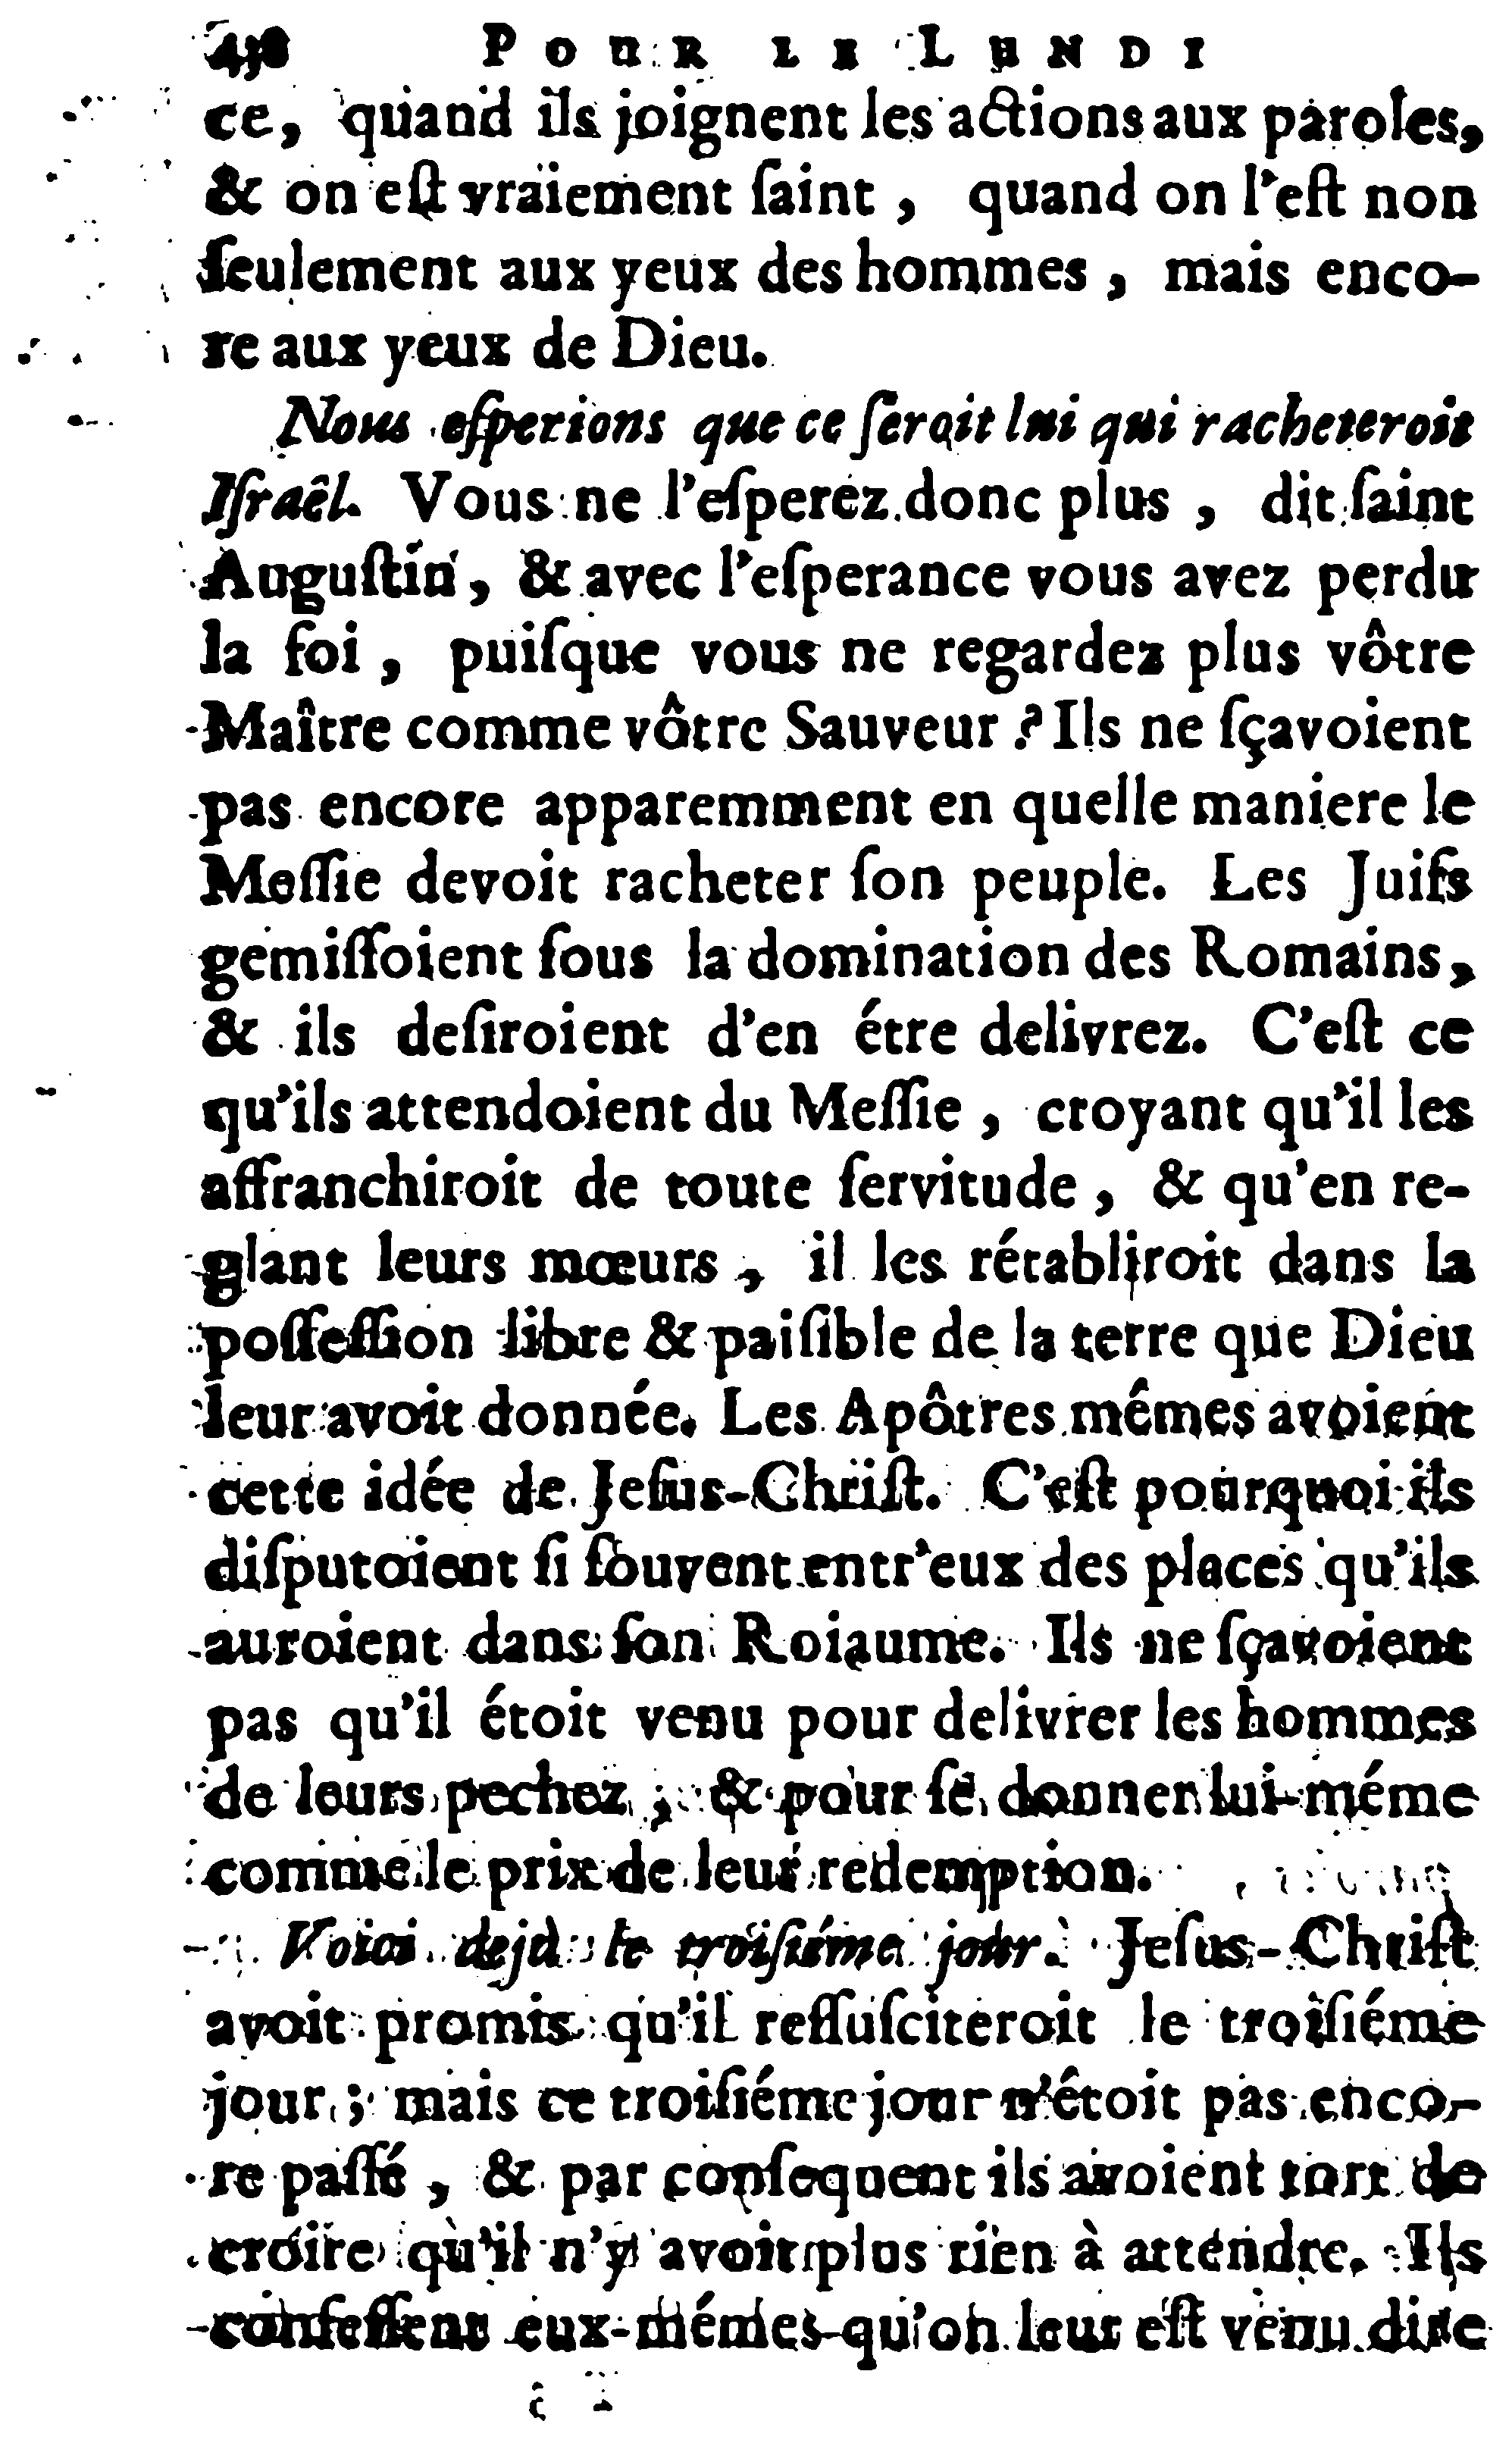 POUR LE LUNDI
ce, quand ils joignent les actions aux paroles,
& on eſt vraiement ſaint, quand on l'eſt non
ſeulement aux yeux des hommes, mais enco-
re aux yeux de Dieu.
Nous eſperions que ce ſeroit lui qui racheteroit
Iſraêl. Vous ne l'eſperez donc plus, dit ſaint
Auguſtin, & avec l'eſperance vous avez perdu
la foi, puiſque vous ne regardez plus vôtre
Maître comme vôtre Sauveur? Ils ne ſçavoient
pas encore apparemment en quelle maniere le
Meſſie devoit racheter ſon peuple. Les Juifs
gemiſſoient ſous la domination des Romains,
& ils deſiroient d'en étre delivrez. C'eſt ce
qu'ils attendoient du Meſſie, croyant qu'il les
affranchiroit de toute ſervitude, & qu'en re-
glant leurs mœurs, il les rétabliroit dans la
poſſeſſion libre & paiſible de la terre que Dieu
leur avoit donnée. Les Apôtres mêmes avoient
cette idée de Jeſus-Chriſt. C'eſt pourquoi ils
diſputoient ſi ſouvent entr'eux des places qu'ils
auroient dans ſon Roiaume. Ils ne ſçavoient
pas qu'il étoit venu pour delivrer les hommes
de leurs pechez, & pour ſe donner lui-méme
comme le prix de leur redemption.
Voici dejà le troiſiéme jour. Jeſus-Chriſt
avoit promis qu'il reſſuſciteroit le troiſiéme
jour; mais ce troiſiéme jour n'étoit pas enco-
re paſſé, & par conſequent ils avoient tort de
croire qu'il n'y avoit plus rien à attendre. Ils
confeſſent eux-mémes qu'on leur eſt venu dire